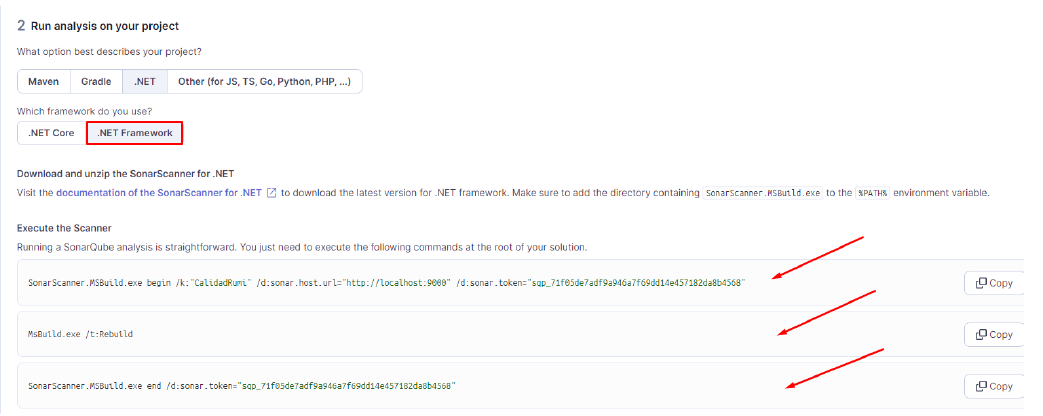 2 Run analysis on your project
What option best describes your project?
Maven Gradle .NET Other (for JS, TS, Go, Python, PHP, ...)
Which framework do you use?
.NET Core .NET Framework
Download and unzip the SonarScanner for .NET
Visit the documentation of the SonarScanner for .NET to download the latest version for .NET framework. Make sure to add the directory containing SonarScanner.MSBuild.exe to the %PATH% environment variable.
Execute the Scanner
Running a SonarQube analysis is straightforward. You just need to execute the following commands at the root of your solution.
SonarScanner.MSBuild.exe begin /k:"CalidadRumi" /d:sonar.host.url="http://localhost:9000" /d:sonar.token="sqp_71f05de7adf9a946a7f69dd14e457182da8b4568"
Copy
MsBuild.exe /t:Rebuild
Copy
SonarScanner.MSBuild.exe end /d:sonar.token="sqp_71f05de7adf9a946a7f69dd14e457182da8b4568"
Copy